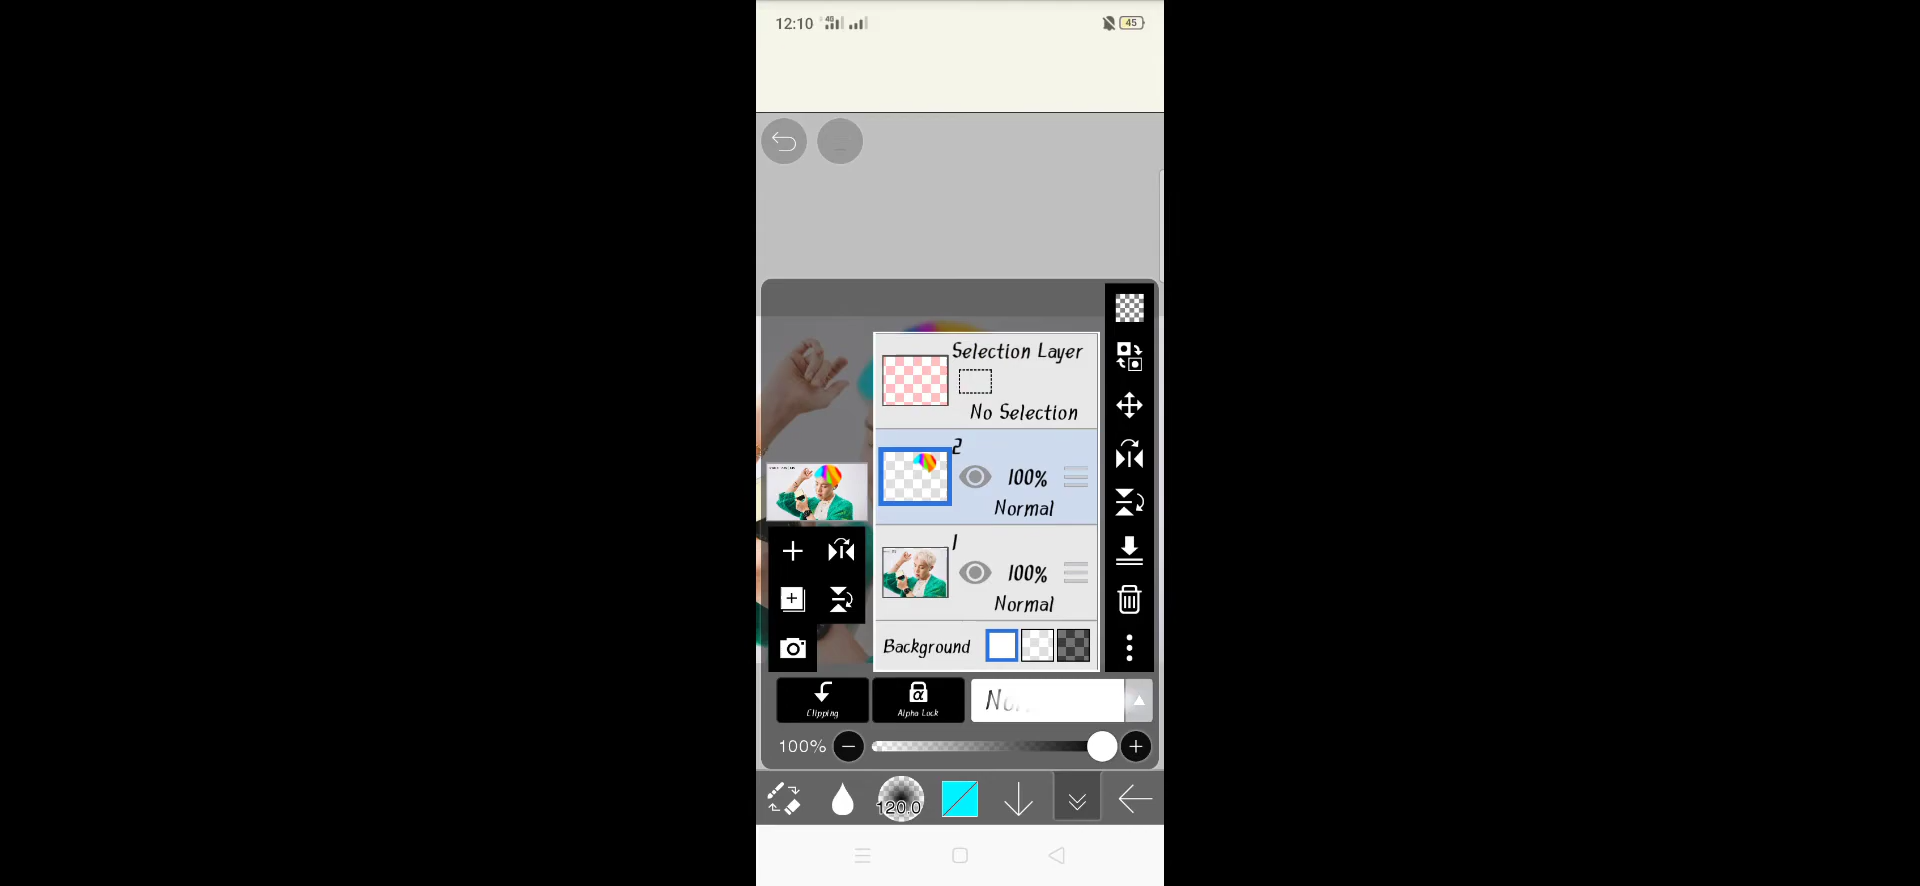 12:10
4G
45
Selection Layer
No Selection
2
100%
Normal
1
100%
Normal
Background
Clipping
α
Alpha Lock
100%
120.0